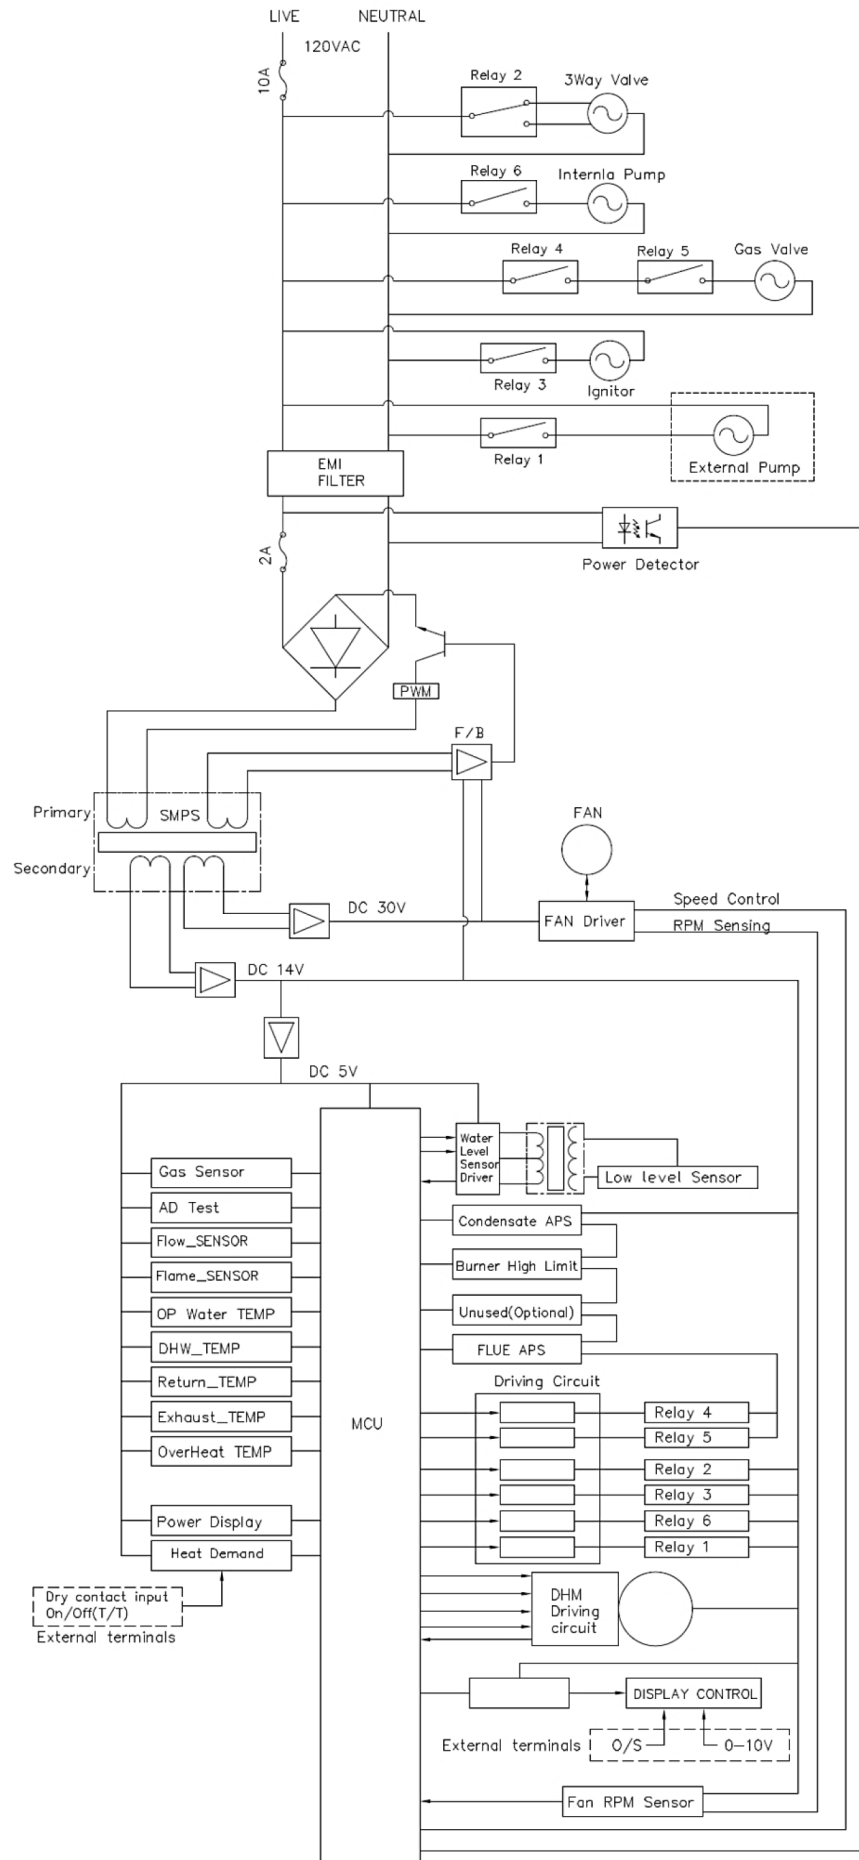 LIVE NEUTRAL
120VAC
10A
Relay 2
3Way Valve
Relay 6
Internla Pump
Relay 4
Relay 5
Gas Valve
Relay 3
Ignitor
Relay 1
External Pump
EMI
FILTER
2A
Power Detector
PWM
F/B
Primary
SMPS
Secondary
FAN
DC 30V
FAN Driver
Speed Control
RPM Sensing
DC 14V
DC 5V
MCU
Gas Sensor
AD Test
Flow_SENSOR
Flame_SENSOR
OP Water TEMP
DHW_TEMP
Return_TEMP
Exhaust_TEMP
OverHeat TEMP
Power Display
Heat Demand
Dry contact input
On/Off(T/T)
External terminals
Water
Level
Sensor
Driver
Low level Sensor
Condensate APS
Burner High Limit
Unused(Optional)
FLUE APS
Driving Circuit
Relay 4
Relay 5
Relay 2
Relay 3
Relay 6
Relay 1
DHM
Driving
circuit
DISPLAY CONTROL
External terminals
O/S
0-10V
Fan RPM Sensor